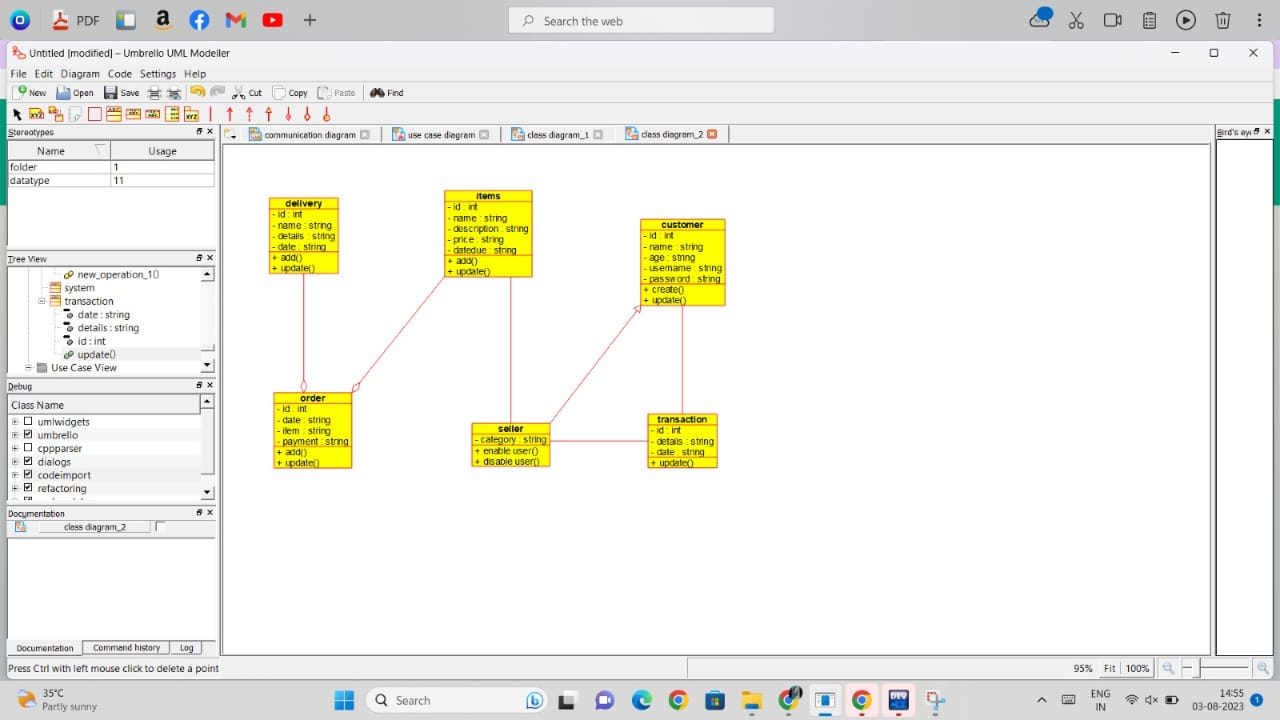 PDF
Search the web
Untitled [modified] – Umbrello UML Modeller
File Edit Diagram Code Settings Help
New Open Save Cut Copy Paste Find
Stereotypes
communication diagram use case diagram class diagram_1 class diagram_2
Name Usage
folder 1
datatype 11
Tree View
new_operation_1()
system
transaction
date : string
details : string
id : int
update()
Use Case View
Debug
Class Name
umlwidgets
umbrello
cppparser
dialogs
codeimport
refactoring
Documentation
class diagram_2
Documentation Command history Log
Press Ctrl with left mouse click to delete a point
delivery
- id : int
- name : string
- details : string
- date : string
+ add()
+ update()
items
- id : int
- name : string
- description : string
- price : string
- datedue : string
+ add()
+ update()
customer
- id : int
- name : string
- age : string
- username : string
- password : string
+ create()
+ update()
order
- id : int
- date : string
- item : string
- payment : string
+ add()
+ update()
seller
- category : string
+ enable user()
+ disable user()
transaction
- id : int
- details : string
- date : string
+ update()
95% Fit 100%
35°C
Partly sunny
Search
DEV
ENG
IN
14:55
03-08-2023
1